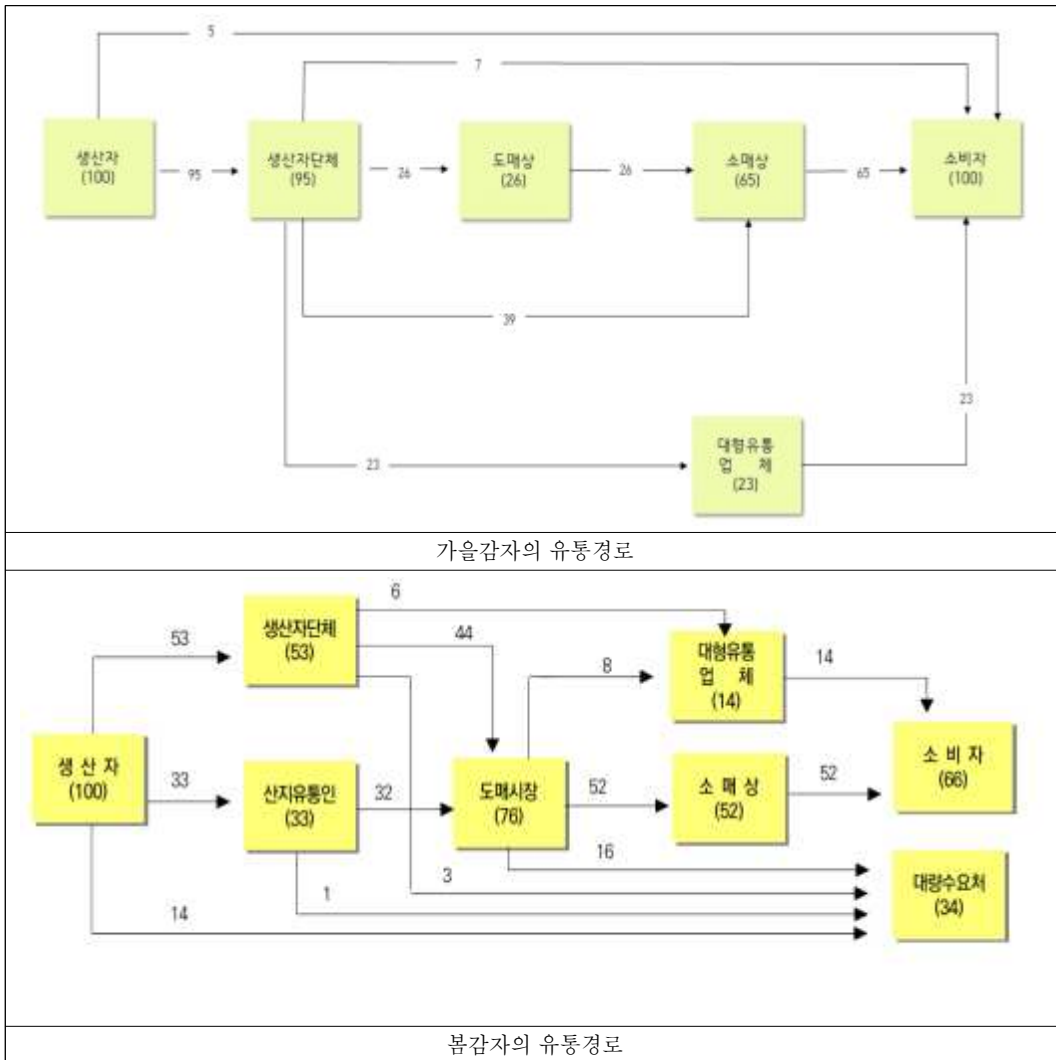 5
7
생산자
(100)
95
생산자단체
(95)
26
도매상
(26)
26
소매상
(65)
65
소비자
(100)
39
23
23
대형유통
업 체
(23)
가을감자의 유통경로
6
53
생산자단체
(53)
44
대형유통
업 체
(14)
14
8
생 산 자
(100)
33
산지유통인
(33)
32
도매시장
(76)
52
소 매 상
(52)
52
소 비 자
(66)
16
3
1
14
대량수요처
(34)
봄감자의 유통경로